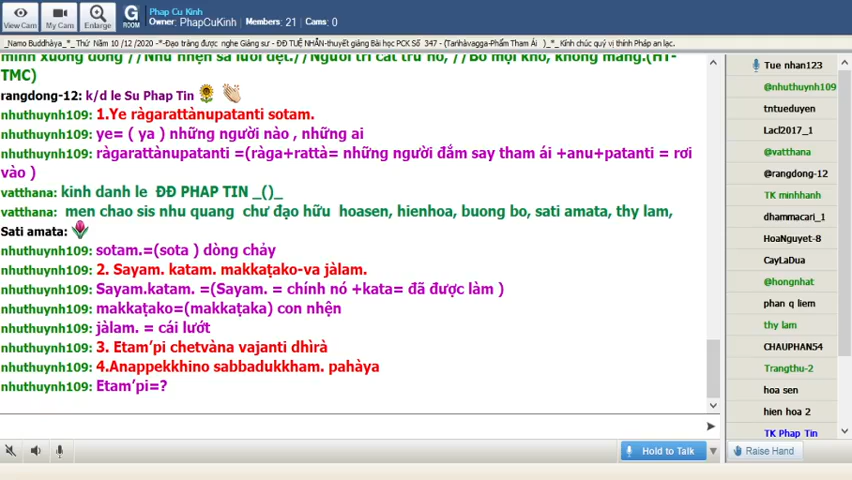 View Cam
My Cam
Enlarge
G
ROOM
Phap Cu Kinh
Owner: PhapCuKinh
Members: 21
Cams: 0
_Namo Buddhàya_*_ Thứ Năm 10 /12 /2020 -*-Đạo tràng được nghe Giảng sư - ĐĐ TUỆ NHẪN-thuyết giảng Bài học PCK Số 347 - (Tanhàvagga-Phẩm Tham Ái )_*_ Kính chúc quý vị thính Pháp an lạc.
mình xuống dòng //Như nhện sa lưới dệt.//Người trí cắt trừ nó, //Bỏ mọi khổ, không màng.(HT-
TMC)
rangdong-12: k/d le Su Phap Tin
nhuthuynh109: 1.Ye ràgarattànupatanti sotam.
nhuthuynh109: ye= ( ya ) những người nào , những ai
nhuthuynh109: ràgarattànupatanti =(ràga+rattà= những người đắm say tham ái +anu+patanti = rơi
vào )
vatthana: kinh danh le ĐĐ PHAP TIN _()_
vatthana: men chao sis nhu quang chư đạo hữu hoasen, hienhoa, buong bo, sati amata, thy lam,
Sati amata:
nhuthuynh109: sotam.=(sota ) dòng chảy
nhuthuynh109: 2. Sayam. katam. makkaṭako-va jàlam.
nhuthuynh109: Sayam.katam. =(Sayam. = chính nó +kata= đã được làm )
nhuthuynh109: makkaṭako=(makkaṭaka) con nhện
nhuthuynh109: jàlam. = cái lướt
nhuthuynh109: 3. Etam'pi chetvàna vajanti dhìrà
nhuthuynh109: 4.Anappekkhino sabbadukkham. pahàya
nhuthuynh109: Etam'pi=?
Hold to Talk
Tue nhan123
@nhuthuynh109
tntueduyen
Lacl2017_1
@vatthana
@rangdong-12
TK minhhanh
dhammacari_1
HoaNguyet-8
CayLaDua
@hongnhat
phan q liem
thy lam
CHAUPHAN54
Trangthu-2
hoa sen
hien hoa 2
TK Phap Tin
Raise Hand